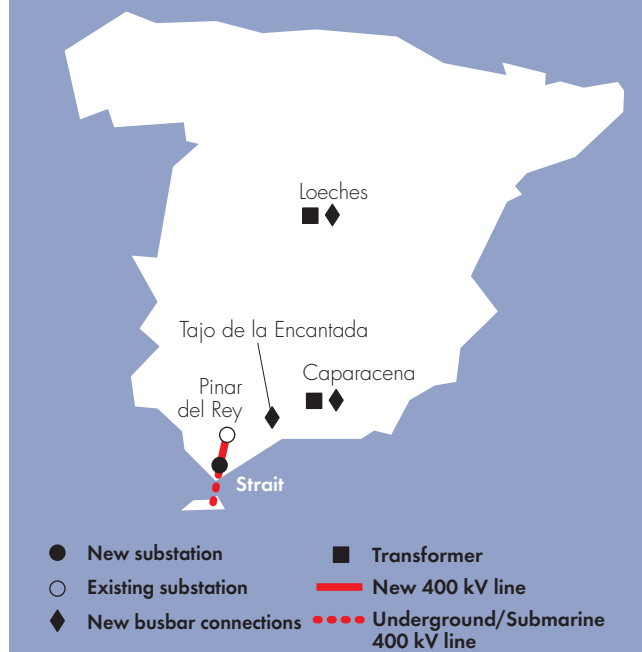 Loeches
Tajo de la Encantada
Caparacena
Pinar
del Rey
Strait
New substation
Existing substation
New busbar connections
Transformer
New 400 kV line
Underground/Submarine
400 kV line